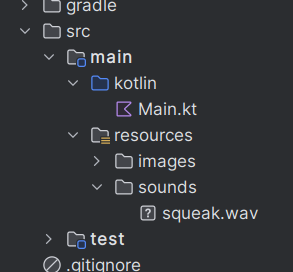 gradle
src
main
kotlin
Main.kt
resources
images
sounds
squeak.wav
test
.gitignore